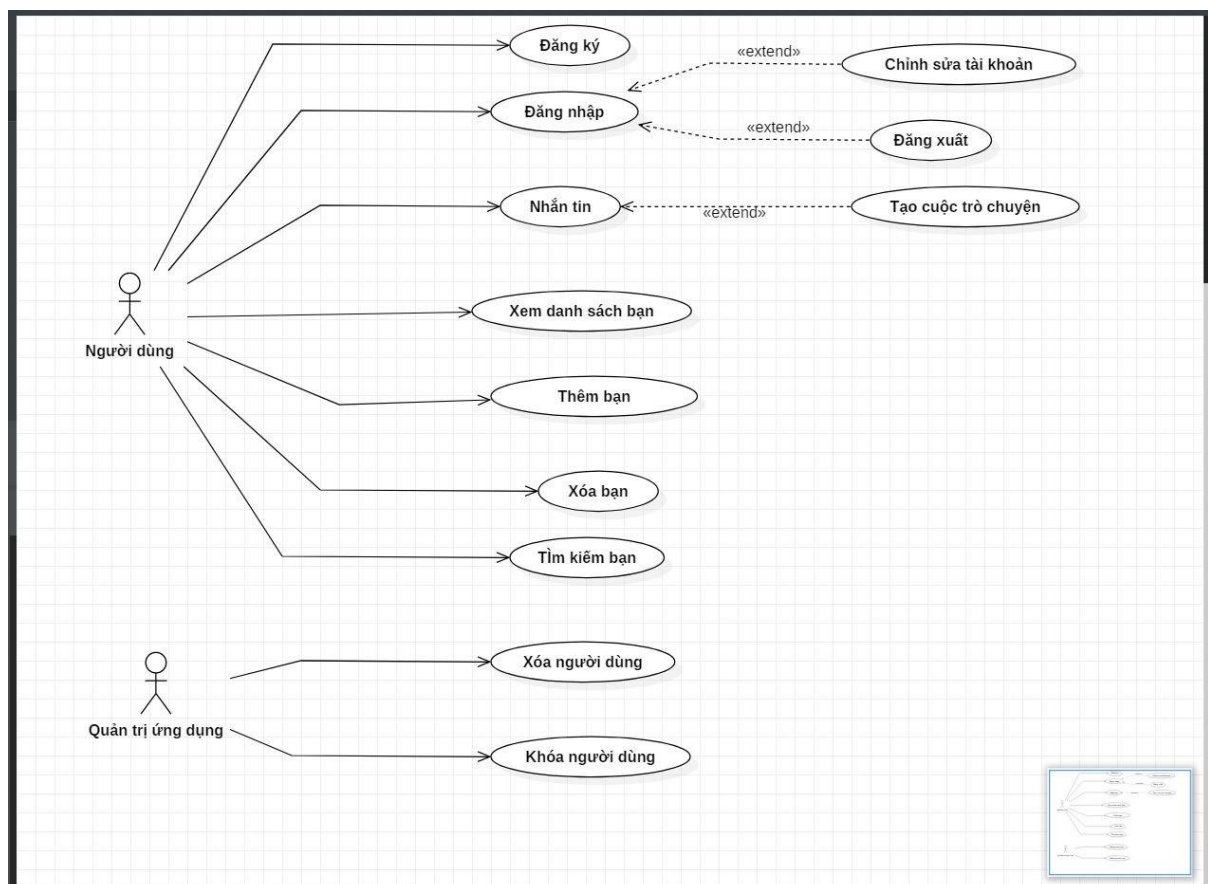 Đăng ký
«extend»
Chỉnh sửa tài khoản
Đăng nhập
«extend»
Đăng xuất
Nhắn tin
«extend»
Tạo cuộc trò chuyện
Xem danh sách bạn
Người dùng
Thêm bạn
Xóa bạn
TÌm kiếm bạn
Xóa người dùng
Quản trị ứng dụng
Khóa người dùng